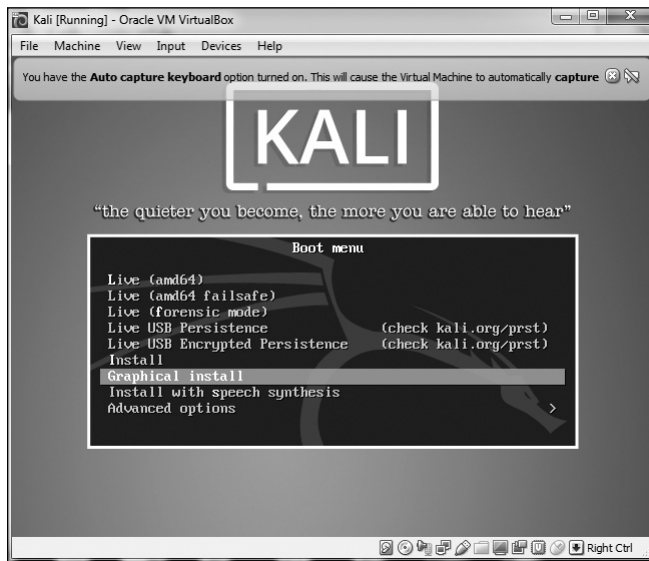 Kali [Running] - Oracle VM VirtualBox
File Machine View Input Devices Help
You have the Auto capture keyboard option turned on. This will cause the Virtual Machine to automatically capture
KALI
“the quieter you become, the more you are able to hear”
Boot menu
Live (amd64)
Live (amd64 failsafe)
Live (forensic mode)
Live USB Persistence (check kali.org/prst)
Live USB Encrypted Persistence (check kali.org/prst)
Install
Graphical install
Install with speech synthesis
Advanced options >
Right Ctrl